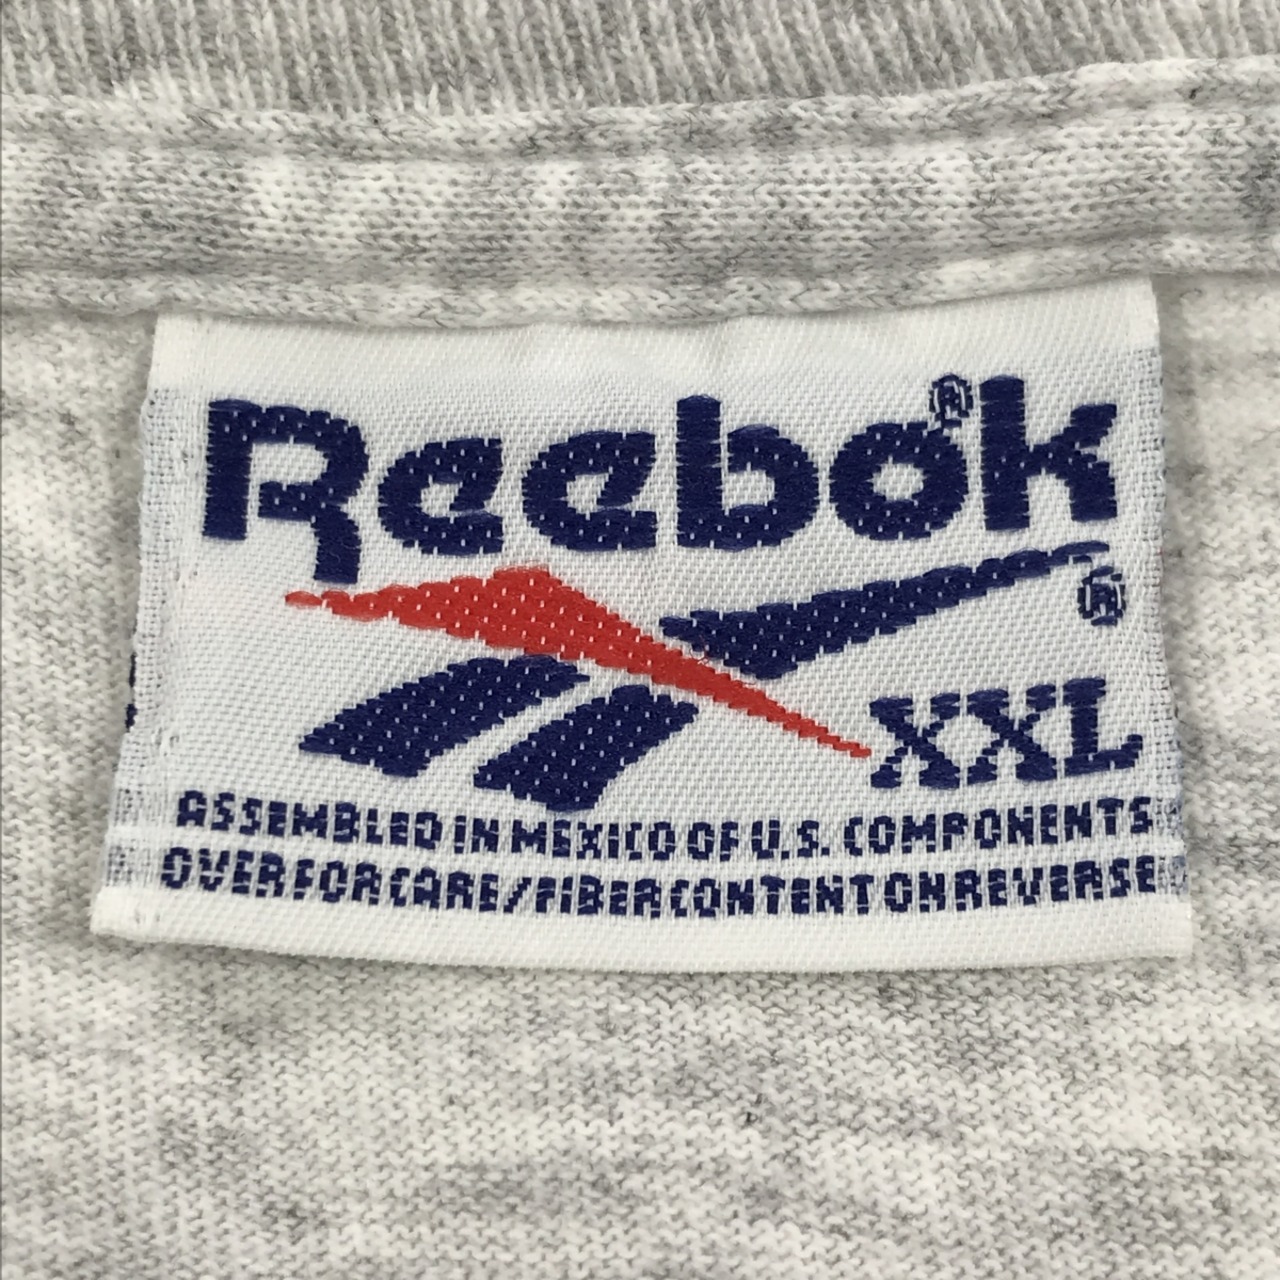 Reebok®
®
XXL
ASSEMBLED IN MEXICO OF U.S. COMPONENTS
OVER FOR CARE/FIBER CONTENT ON REVERSE